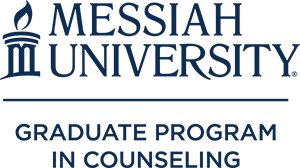 MESSIAH
UNIVERSITY®
GRADUATE PROGRAM
IN COUNSELING